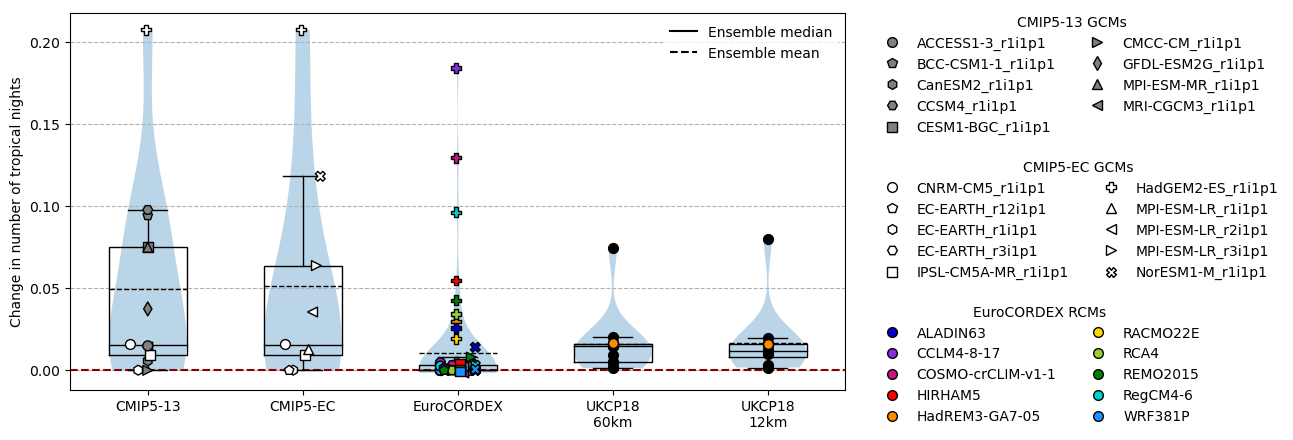 Change in number of tropical nights
0.20
0.15
0.10
0.05
0.00
Ensemble median
Ensemble mean
CMIP5-13
CMIP5-EC
EuroCORDEX
UKCP18
60km
UKCP18
12km
CMIP5-13 GCMs
ACCESS1-3_r1i1p1
BCC-CSM1-1_r1i1p1
CanESM2_r1i1p1
CCSM4_r1i1p1
CESM1-BGC_r1i1p1
CMCC-CM_r1i1p1
GFDL-ESM2G_r1i1p1
MPI-ESM-MR_r1i1p1
MRI-CGCM3_r1i1p1
CMIP5-EC GCMs
CNRM-CM5_r1i1p1
EC-EARTH_r12i1p1
EC-EARTH_r1i1p1
EC-EARTH_r3i1p1
IPSL-CM5A-MR_r1i1p1
HadGEM2-ES_r1i1p1
MPI-ESM-LR_r1i1p1
MPI-ESM-LR_r2i1p1
MPI-ESM-LR_r3i1p1
NorESM1-M_r1i1p1
EuroCORDEX RCMs
ALADIN63
CCLM4-8-17
COSMO-crCLIM-v1-1
HIRHAM5
HadREM3-GA7-05
RACMO22E
RCA4
REMO2015
RegCM4-6
WRF381P